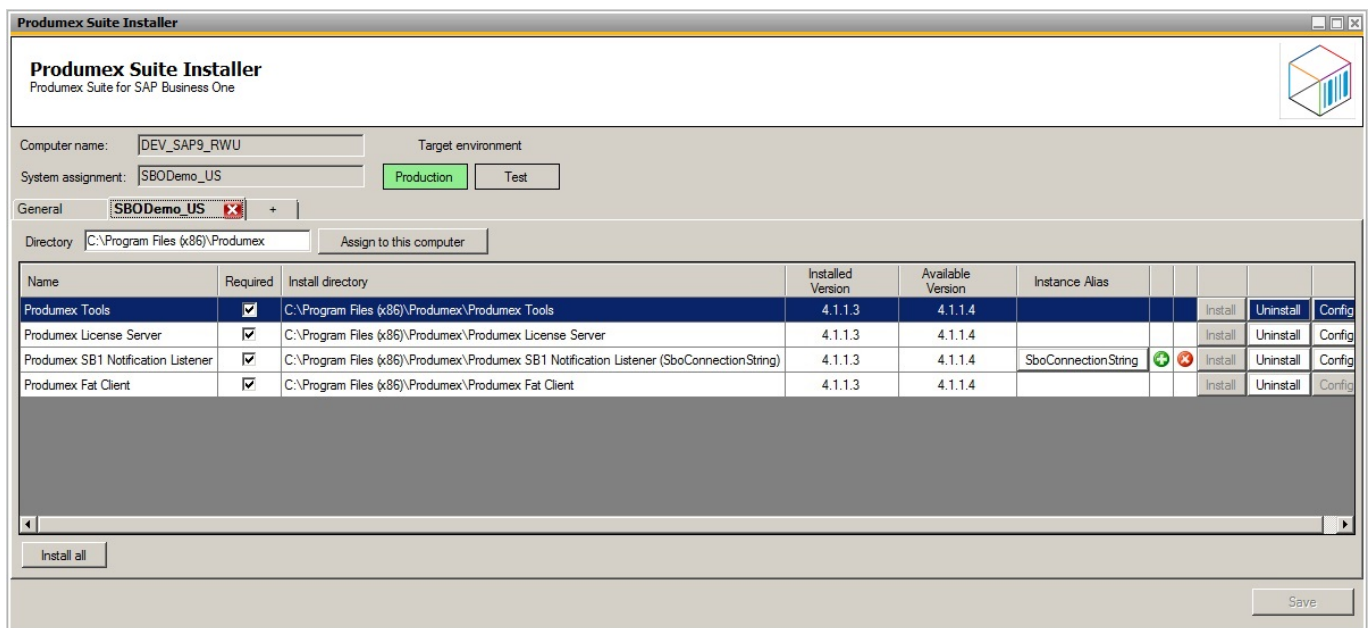 Produmex Suite Installer
Produmex Suite Installer
Produmex Suite for SAP Business One
Computer name: DEV_SAP9_RWU Target environment
System assignment: SBODemo_US Production Test
General SBODemo_US +
Directory C:\Program Files (x86)\Produmex Assign to this computer
Name Required Install directory Installed Version Available Version Instance Alias
Produmex Tools C:\Program Files (x86)\Produmex\Produmex Tools 4.1.1.3 4.1.1.4 Install Uninstall Config
Produmex License Server C:\Program Files (x86)\Produmex\Produmex License Server 4.1.1.3 4.1.1.4 Install Uninstall Config
Produmex SB1 Notification Listener C:\Program Files (x86)\Produmex\Produmex SB1 Notification Listener (SboConnectionString) 4.1.1.3 4.1.1.4 SboConnectionString Install Uninstall Config
Produmex Fat Client C:\Program Files (x86)\Produmex\Produmex Fat Client 4.1.1.3 4.1.1.4 Install Uninstall Config
Install all
Save